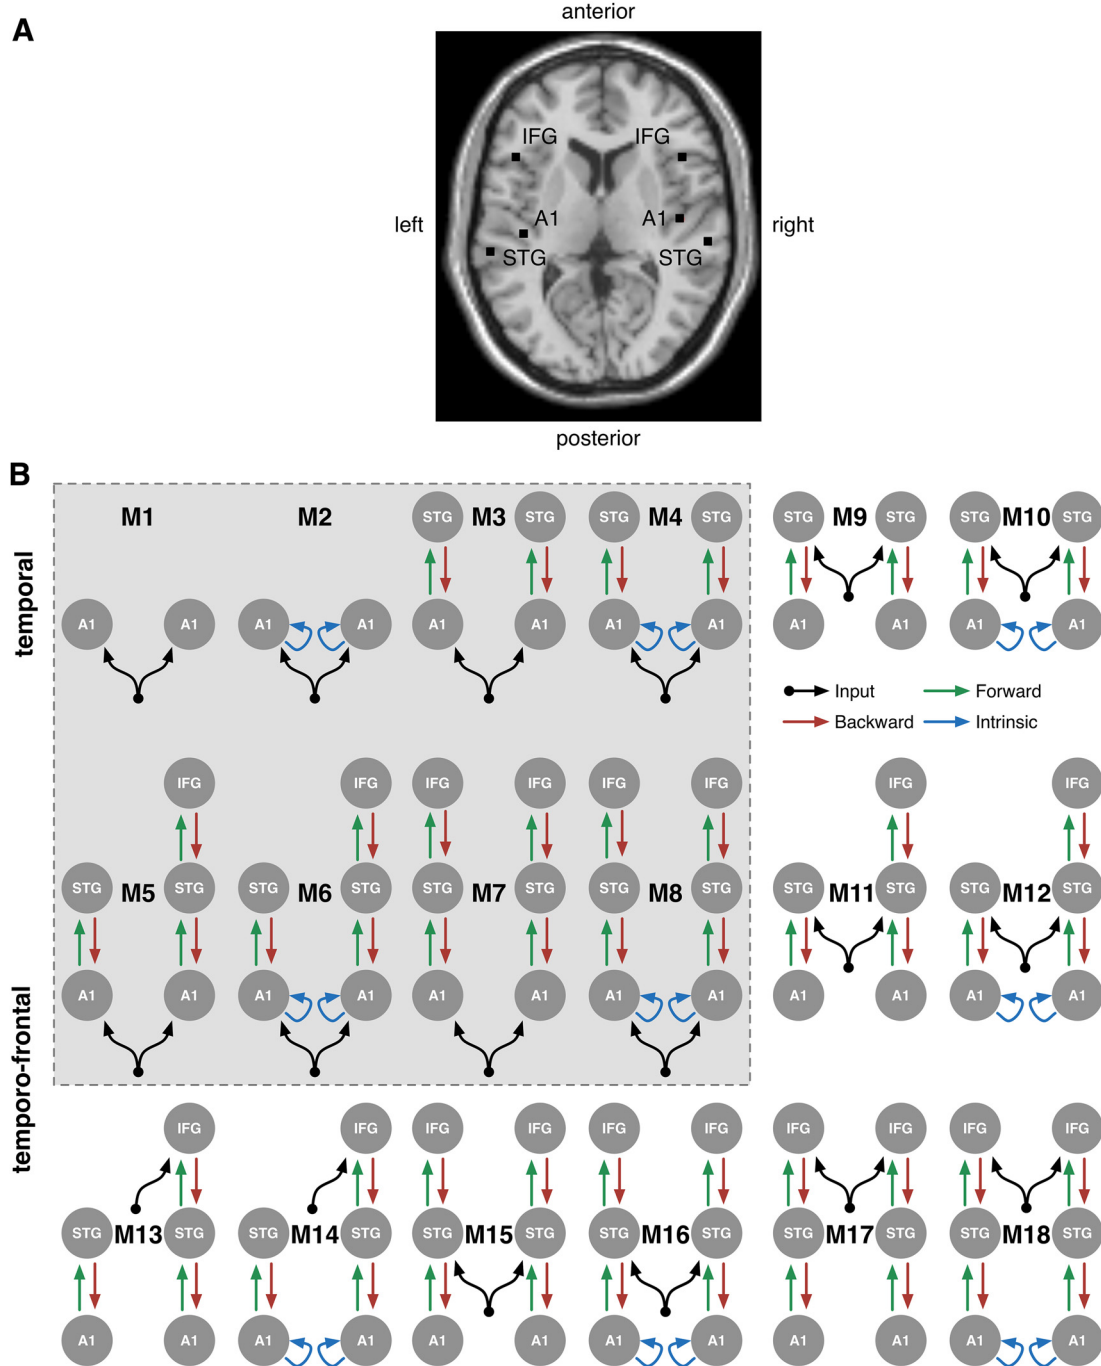 A
anterior
IFG IFG
left
A1 A1
right
STG STG
posterior
B
temporal
M1 M2 STG M3 STG STG M4 STG STG M9 STG STG M10 STG
A1 A1 A1 A1 A1 A1 A1 A1 A1 A1 A1 A1
Input Forward
Backward Intrinsic
temporo-frontal
IFG IFG IFG IFG IFG IFG IFG IFG
STG M5 STG STG M6 STG STG M7 STG STG M8 STG STG M11 STG STG M12 STG
A1 A1 A1 A1 A1 A1 A1 A1 A1 A1 A1 A1
IFG IFG IFG IFG IFG IFG IFG IFG IFG IFG
STG M13 STG STG M14 STG STG M15 STG STG M16 STG STG M17 STG STG M18 STG
A1 A1 A1 A1 A1 A1 A1 A1 A1 A1 A1 A1